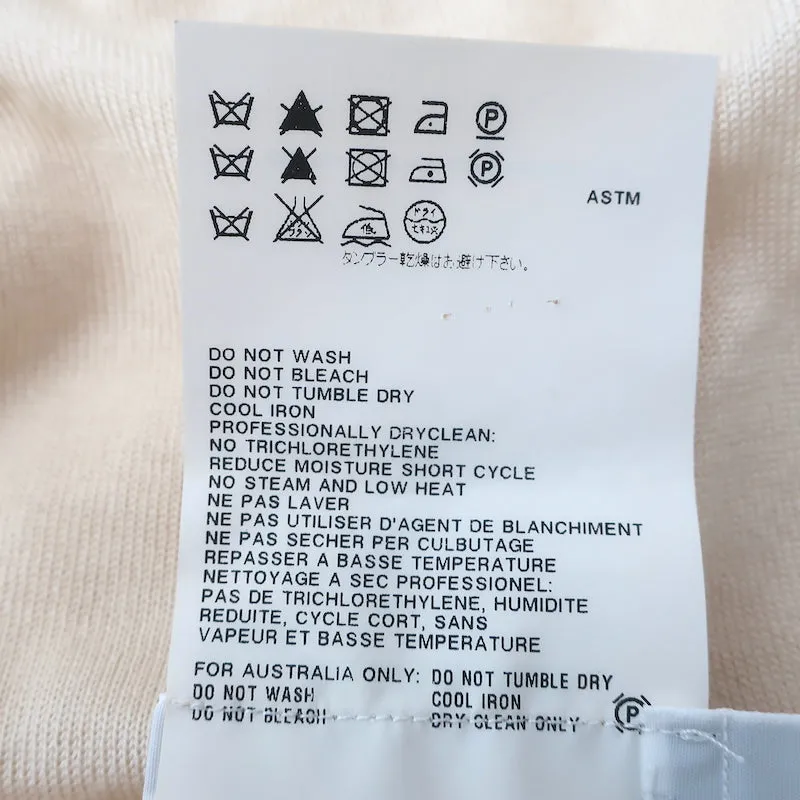 P
P
ASTM
低 ドライ
タンブラー乾燥はお避け下さい。
DO NOT WASH
DO NOT BLEACH
DO NOT TUMBLE DRY
COOL IRON
PROFESSIONALLY DRYCLEAN:
NO TRICHLORETHYLENE
REDUCE MOISTURE SHORT CYCLE
NO STEAM AND LOW HEAT
NE PAS LAVER
NE PAS UTILISER D'AGENT DE BLANCHIMENT
NE PAS SECHER PER CULBUTAGE
REPASSER A BASSE TEMPERATURE
NETTOYAGE A SEC PROFESSIONEL:
PAS DE TRICHLORETHYLENE, HUMIDITE
REDUITE, CYCLE CORT, SANS
VAPEUR ET BASSE TEMPERATURE
FOR AUSTRALIA ONLY: DO NOT TUMBLE DRY
DO NOT WASH COOL IRON
DO NOT BLEACH DRY CLEAN ONLY P